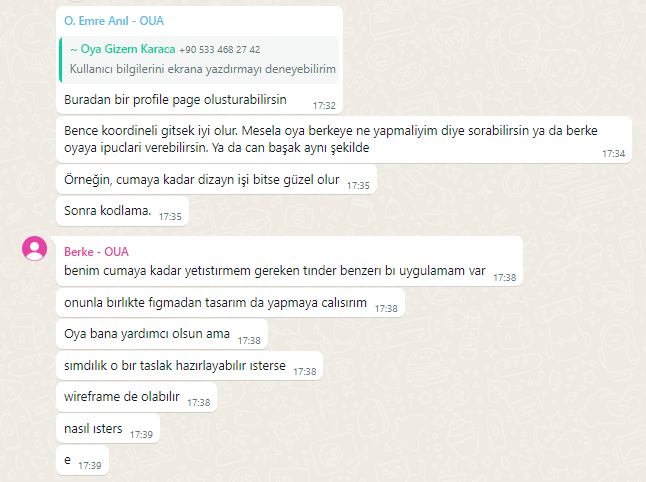 O. Emre Anıl - OUA
~ Oya Gizem Karaca +90 533 468 27 42
Kullanıcı bilgilerini ekrana yazdırmayı deneyebilirim
Buradan bir profile page olusturabilirsin 17:32
Bence koordineli gitsek iyi olur. Mesela oya berkeye ne yapmaliyim diye sorabilirsin ya da berke
oyaya ipuclari verebilirsin. Ya da can başak aynı şekilde 17:34
Örneğin, cumaya kadar dizayn işi bitse güzel olur 17:35
Sonra kodlama. 17:35
Berke - OUA
benim cumaya kadar yetıstırmem gereken tınder benzerı bı uygulamam var 17:38
onunla bırlıkte fıgmadan tasarım da yapmaya calısırım 17:38
Oya bana yardımcı olsun ama 17:38
sımdılık o bır taslak hazırlayabılır ısterse 17:38
wireframe de olabılır 17:38
nasıl ısters 17:39
e 17:39